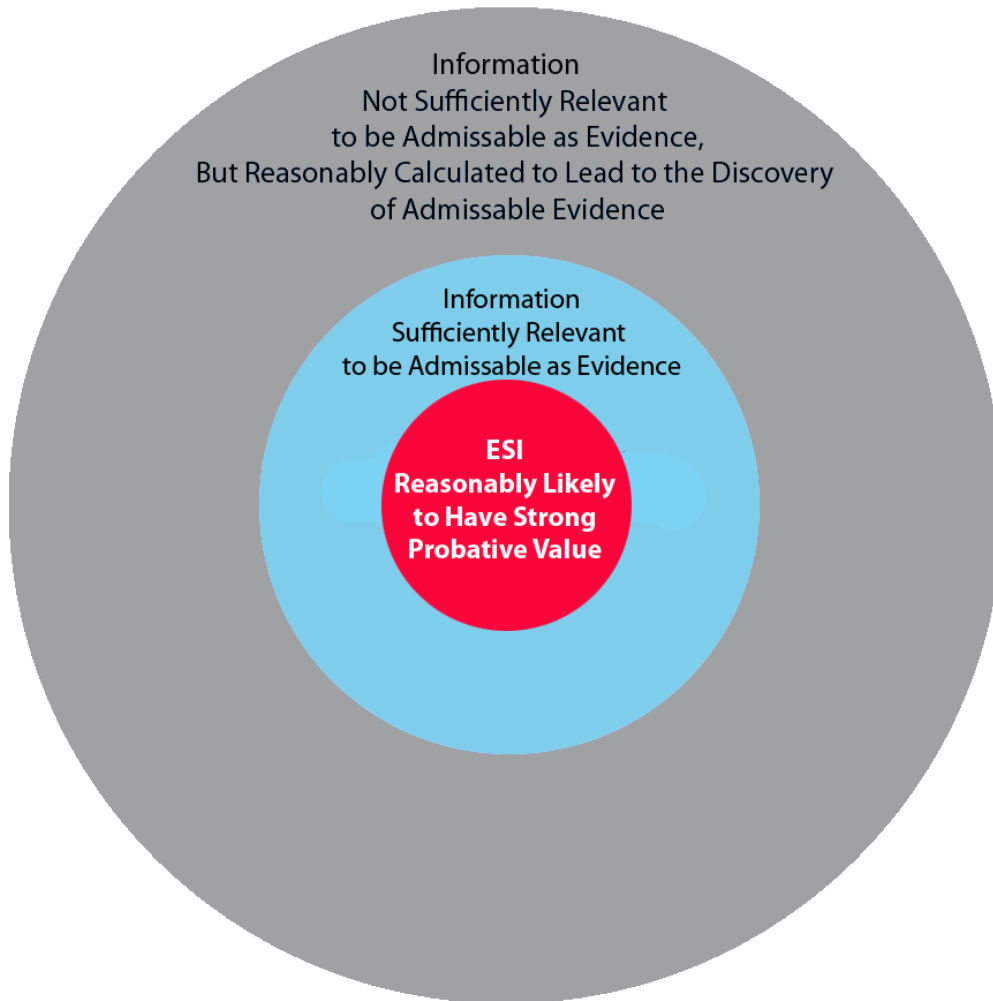 Information
Not Sufficiently Relevant
to be Admissable as Evidence,
But Reasonably Calculated to Lead to the Discovery
of Admissable Evidence
Information
Sufficiently Relevant
to be Admissable as Evidence
ESI
Reasonably Likely
to Have Strong
Probative Value